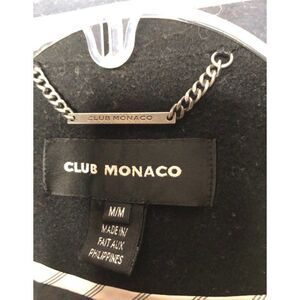 CLUB MONACO
CLUB MONACO
M/M
MADE IN/
FAIT AUX
PHILIPPINES